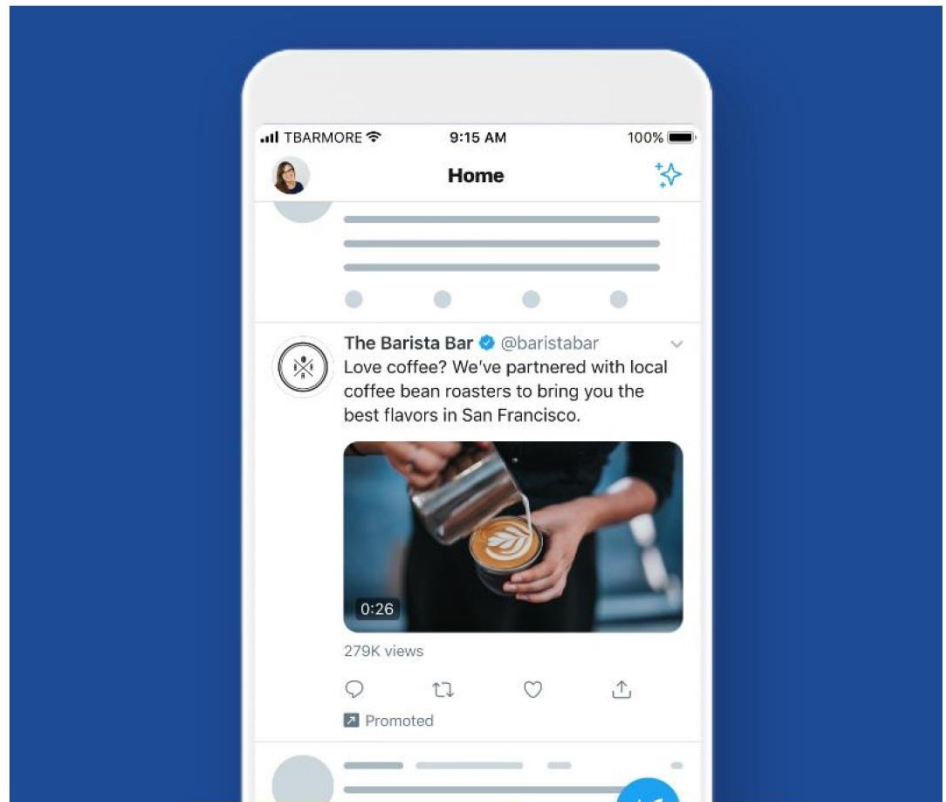 TBARMORE 9:15 AM 100%
Home
The Barista Bar @baristabar
Love coffee? We've partnered with local
coffee bean roasters to bring you the
best flavors in San Francisco.
0:26
279K views
Promoted